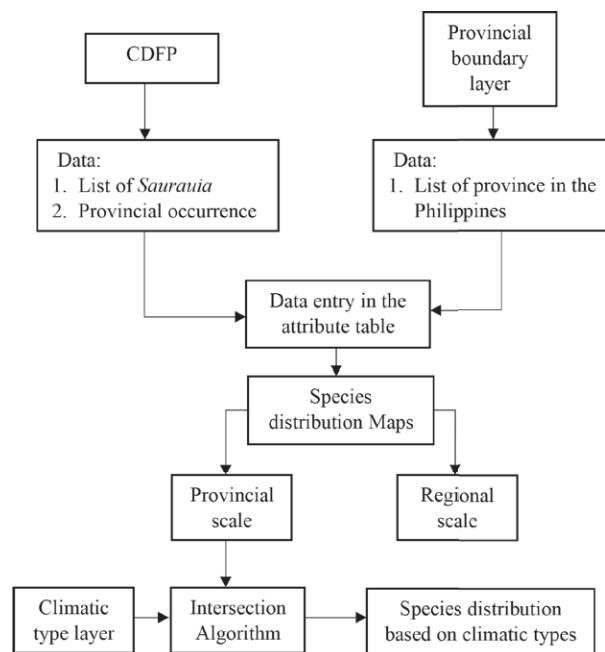 CDFP
Provincial
boundary
layer
Data:
1. List of Saurauia
2. Provincial occurrence
Data:
1. List of province in the
Philippines
Data entry in the
attribute table
Species
distribution Maps
Provincial
scale
Regional
scale
Climatic
type layer
Intersection
Algorithm
Species distribution
based on climatic types